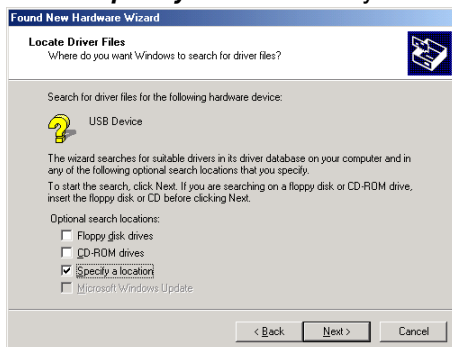 Found New Hardware Wizard
Locate Driver Files
Where do you want Windows to search for driver files?
Search for driver files for the following hardware device:
USB Device
The wizard searches for suitable drivers in its driver database on your computer and in
any of the following optional search locations that you specify.
To start the search, click Next. If you are searching on a floppy disk or CD-ROM drive,
insert the floppy disk or CD before clicking Next.
Optional search locations:
Floppy disk drives
CD-ROM drives
Specify a location
Microsoft Windows Update
< Back Next > Cancel